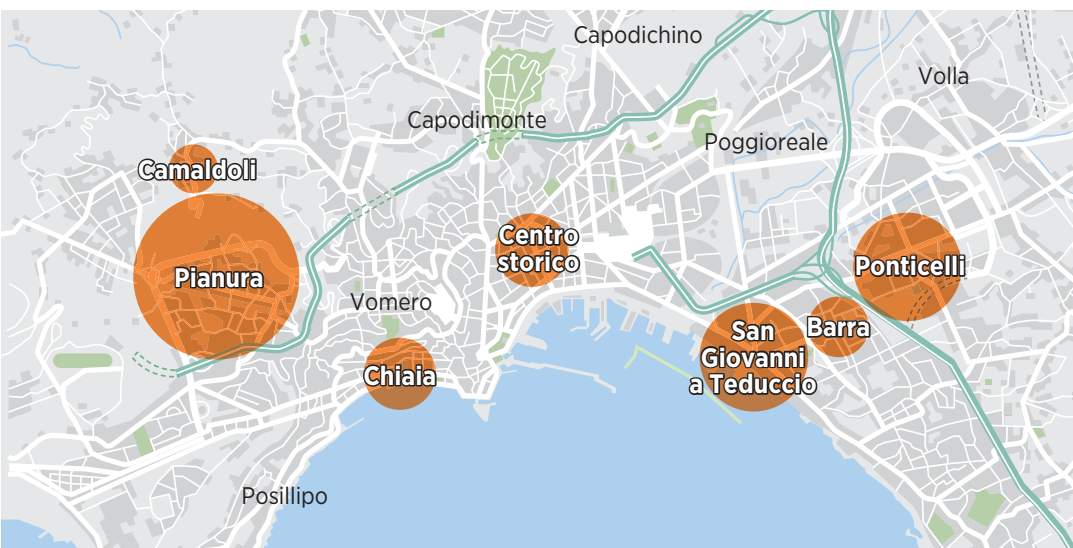 Capodichino
Volla
Capodimonte
Poggioreale
Camaldoli
Centro
storico
Pianura
Ponticelli
Vomero
San
Giovanni
a Teduccio
Barra
Chiaia
Posillipo